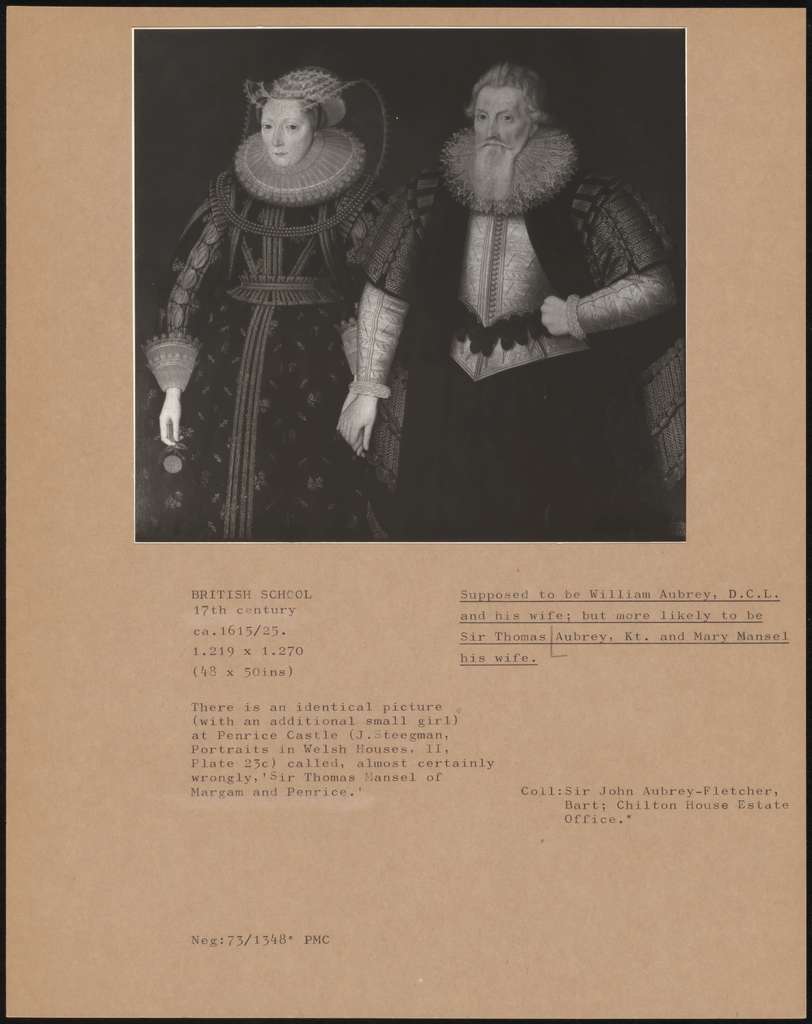 BRITISH SCHOOL
17th century
ca.1615/25.
1.219 x 1.270
(48 x 50ins)
Supposed to be William Aubrey, D.C.L.
and his wife; but more likely to be
Sir Thomas Aubrey, Kt. and Mary Mansel
his wife.
There is an identical picture
(with an additional small girl)
at Penrice Castle (J.Steegman,
Portraits in Welsh Houses, II,
Plate 23c) called, almost certainly
wrongly,'Sir Thomas Mansel of
Margam and Penrice.'
Coll:Sir John Aubrey-Fletcher,
Bart; Chilton House Estate
Office.*
Neg:73/1348* PMC